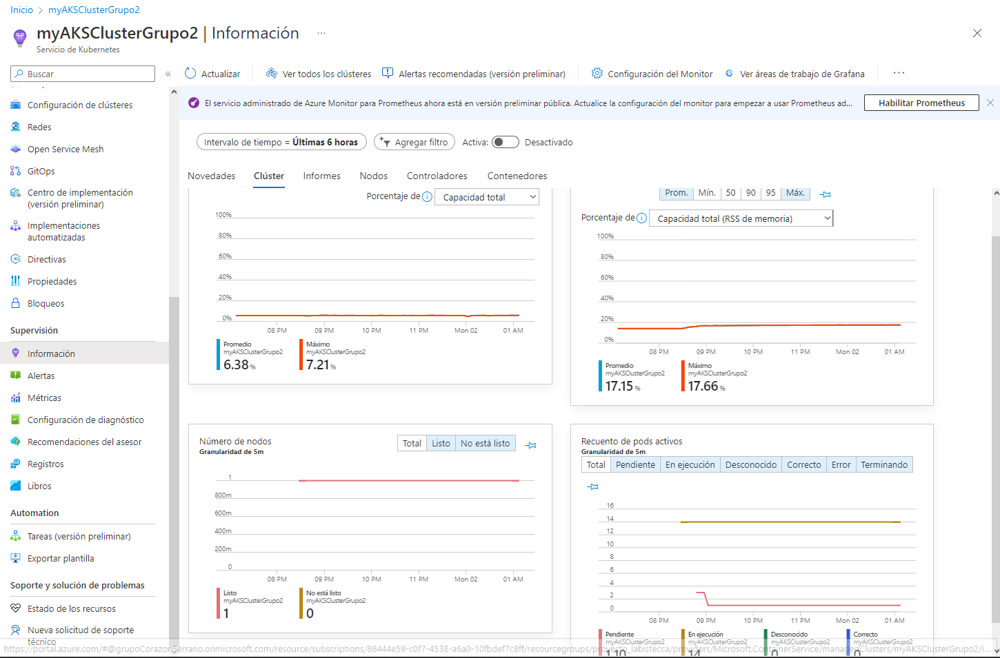 Inicio > myAKSClusterGrupo2
myAKSClusterGrupo2 | Información ...
Servicio de Kubernetes
Buscar
«
Configuración de clústeres
Redes
Open Service Mesh
GitOps
Centro de implementación
(versión preliminar)
Implementaciones
automatizadas
Directivas
Propiedades
Bloqueos
Supervisión
Información
Alertas
Métricas
Configuración de diagnóstico
Recomendaciones del asesor
Registros
Libros
Automation
Tareas (versión preliminar)
Exportar plantilla
Soporte y solución de problemas
Estado de los recursos
Nueva solicitud de soporte
técnico
Actualizar Ver todos los clústeres Alertas recomendadas (versión preliminar) Configuración del Monitor Ver áreas de trabajo de Grafana ...
El servicio administrado de Azure Monitor para Prometheus ahora está en versión preliminar pública. Actualice la configuración del monitor para empezar a usar Prometheus ad... Habilitar Prometheus
Intervalo de tiempo = Últimas 6 horas Agregar filtro Activa: Desactivado
Novedades Clúster Informes Nodos Controladores Contenedores
Porcentaje de Capacidad total
100%
80%
60%
40%
20%
0%
08 PM 09 PM 10 PM 11 PM Mon 02 01 AM
Promedio
myAKSClusterGrupo2
6.38 %
Máximo
myAKSClusterGrupo2
7.21 %
Prom. Mín. 50 90 95 Máx.
Porcentaje de Capacidad total (RSS de memoria)
100%
80%
60%
40%
20%
0%
08 PM 09 PM 10 PM 11 PM Mon 02 01 AM
Promedio
myAKSClusterGrupo2
17.15 %
Máximo
myAKSClusterGrupo2
17.66 %
Número de nodos
Granularidad de 5m
Total Listo No está listo
1
800m
600m
400m
200m
0
08 PM 09 PM 10 PM 11 PM Mon 02 01 AM
Listo
myAKSClusterGrupo2
1
No está listo
myAKSClusterGrupo2
0
Recuento de pods activos
Granularidad de 5m
Total Pendiente En ejecución Desconocido Correcto Error Terminando
16
14
12
10
8
6
4
2
0
08 PM 09 PM 10 PM 11 PM Mon 02 01 AM
Pendiente
myAKSClusterGrupo2
1.10
En ejecución
myAKSClusterGrupo2
14
Desconocido
myAKSClusterGrupo2
0
Correcto
myAKSClusterGrupo2
0
https://portal.azure.com/#@grupoCorazonSerrano.onmicrosoft.com/resource/subscriptions/86444e59-c0f7-4538-a6a0-10fbdef7c8ff/resourcegroups/proyecto_labistecca/providers/Microsoft.ContainerService/managedClusters/myAKSClusterGrupo2/i...